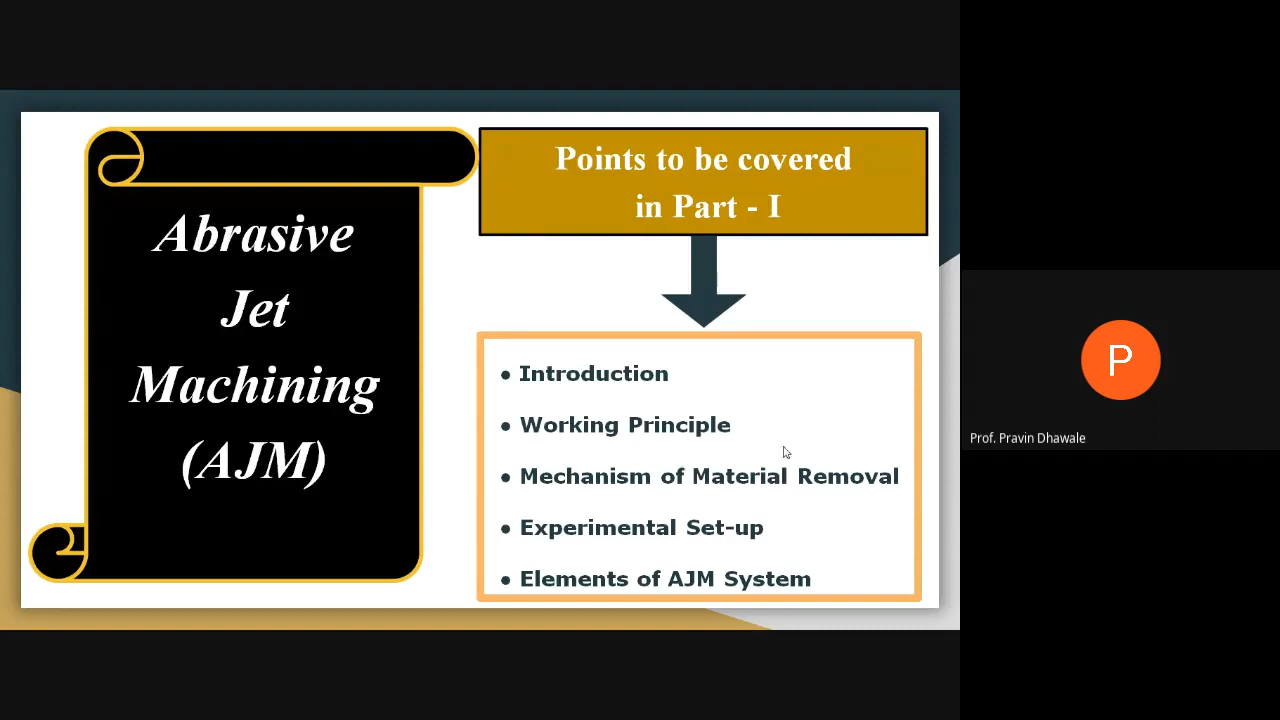 Abrasive
Jet
Machining
(AJM)
Points to be covered
in Part - I
● Introduction
● Working Principle
● Mechanism of Material Removal
● Experimental Set-up
● Elements of AJM System
P
Prof. Pravin Dhawale